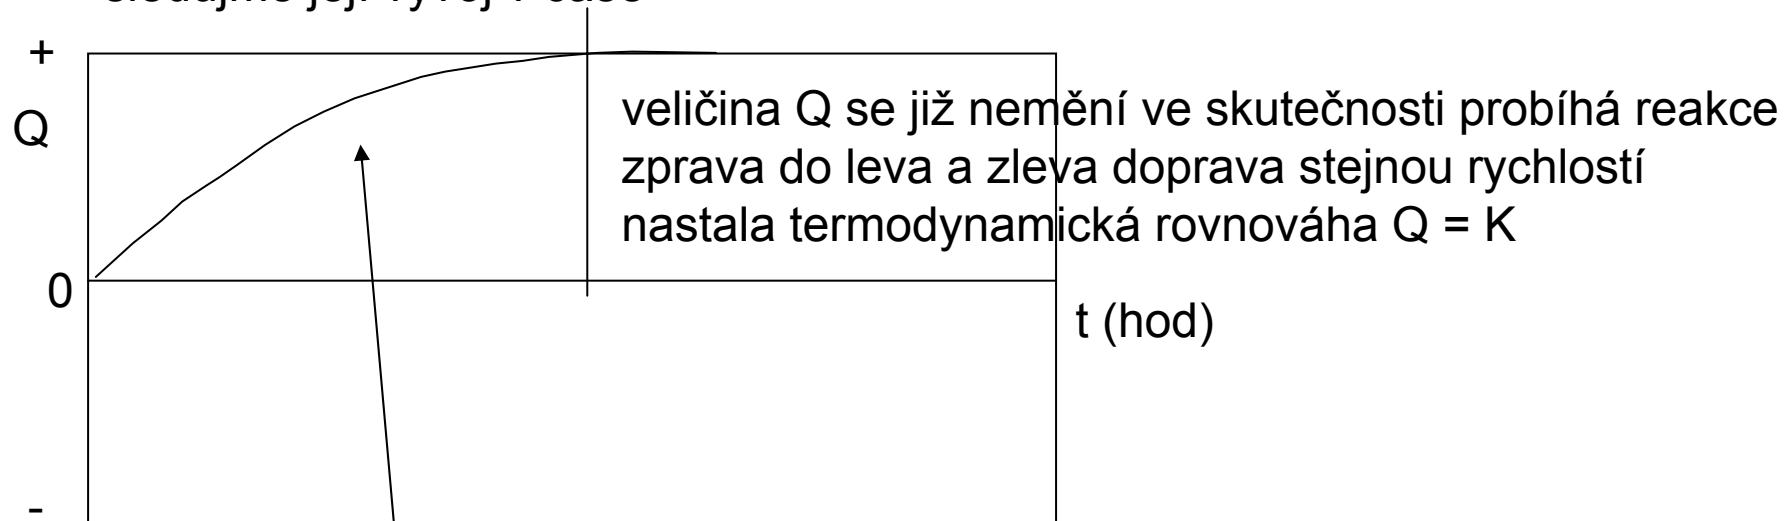 +
Q
veličina Q se již nemění ve skutečnosti probíhá reakce
zprava do leva a zleva doprava stejnou rychlostí
nastala termodynamická rovnováha Q = K
0
t (hod)
-